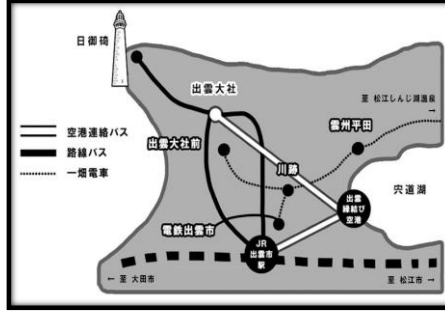 日御碕
出雲大社
至 松江しんじ湖温泉
→
雲州平田
空港連絡バス
路線バス
一畑電車
出雲大社前
川跡
宍道湖
出雲
縁結び
空港
電鉄出雲市
JR
出雲市
駅
← 至 大田市
至 松江市 →